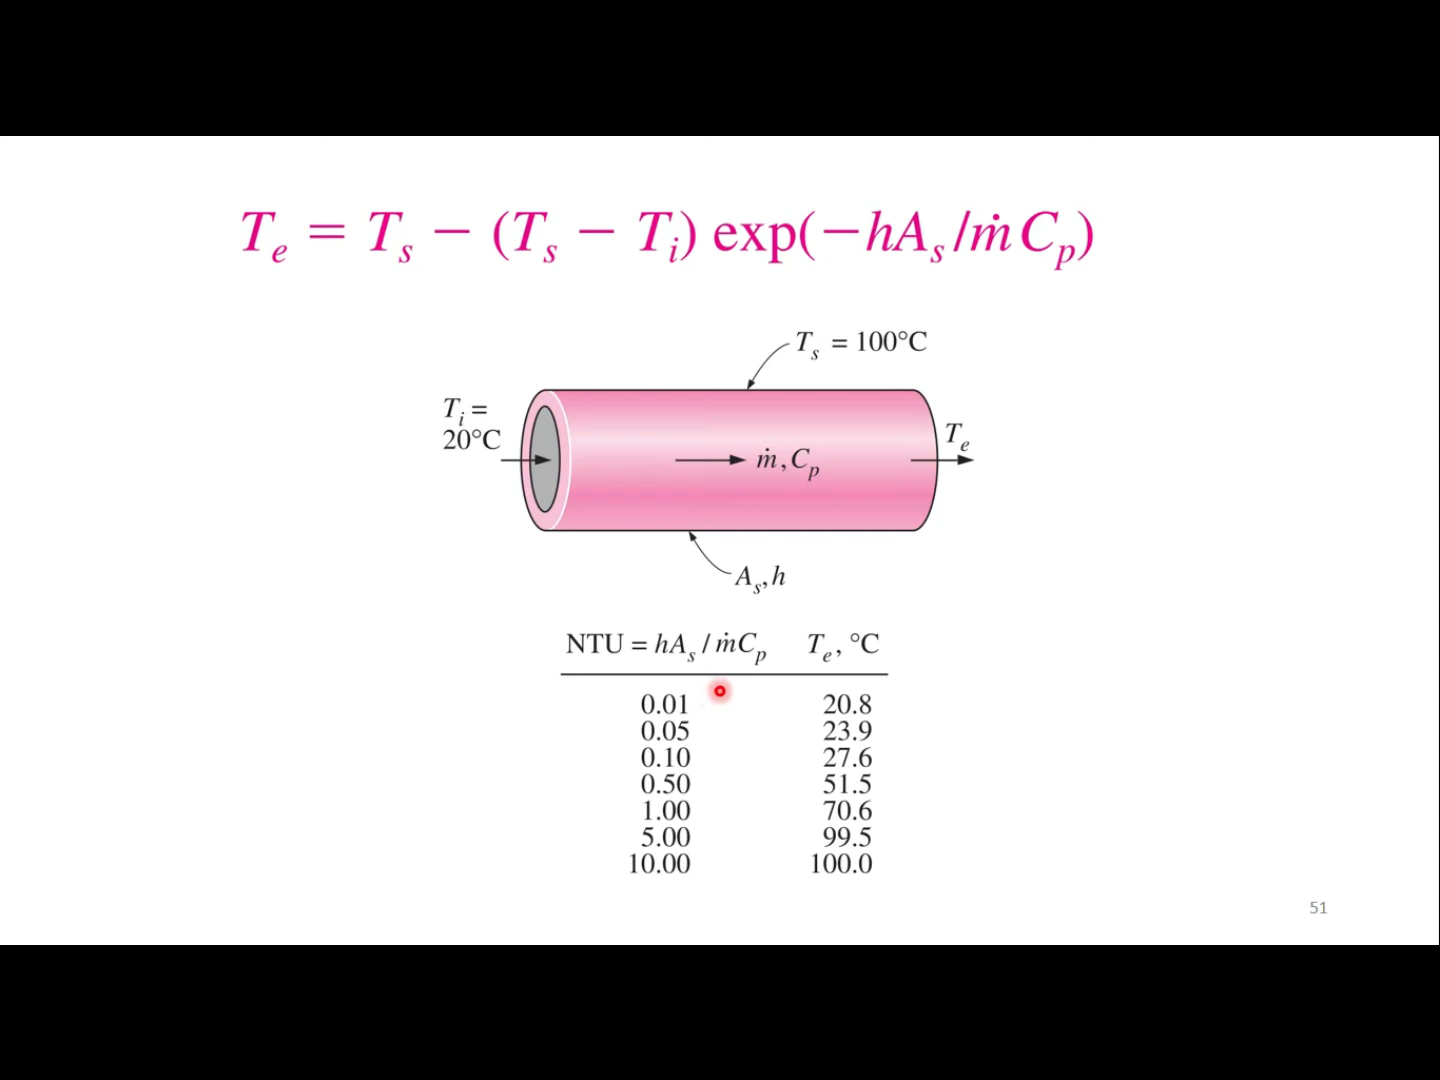 Te = Ts − (Ts − Ti) exp(−hAs/ṁCp)
Ts = 100°C
Ti =
20°C
ṁ, Cp
Te
As, h
NTU = hAs / ṁCp Te, °C
0.01 20.8
0.05 23.9
0.10 27.6
0.50 51.5
1.00 70.6
5.00 99.5
10.00 100.0
51